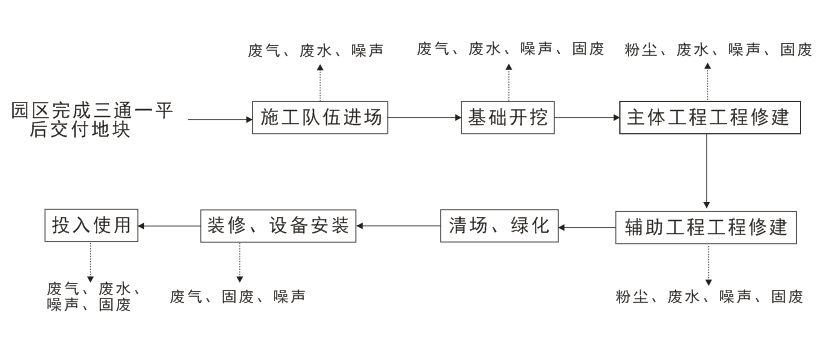 废气、废水、噪声
废气、废水、噪声、固废
粉尘、废水、噪声、固废
园区完成三通一平
后交付地块
施工队伍进场
基础开挖
主体工程工程修建
投入使用
装修、设备安装
清场、绿化
辅助工程工程修建
废气、废水、
噪声、固废
废气、固废、噪声
粉尘、废水、噪声、固废